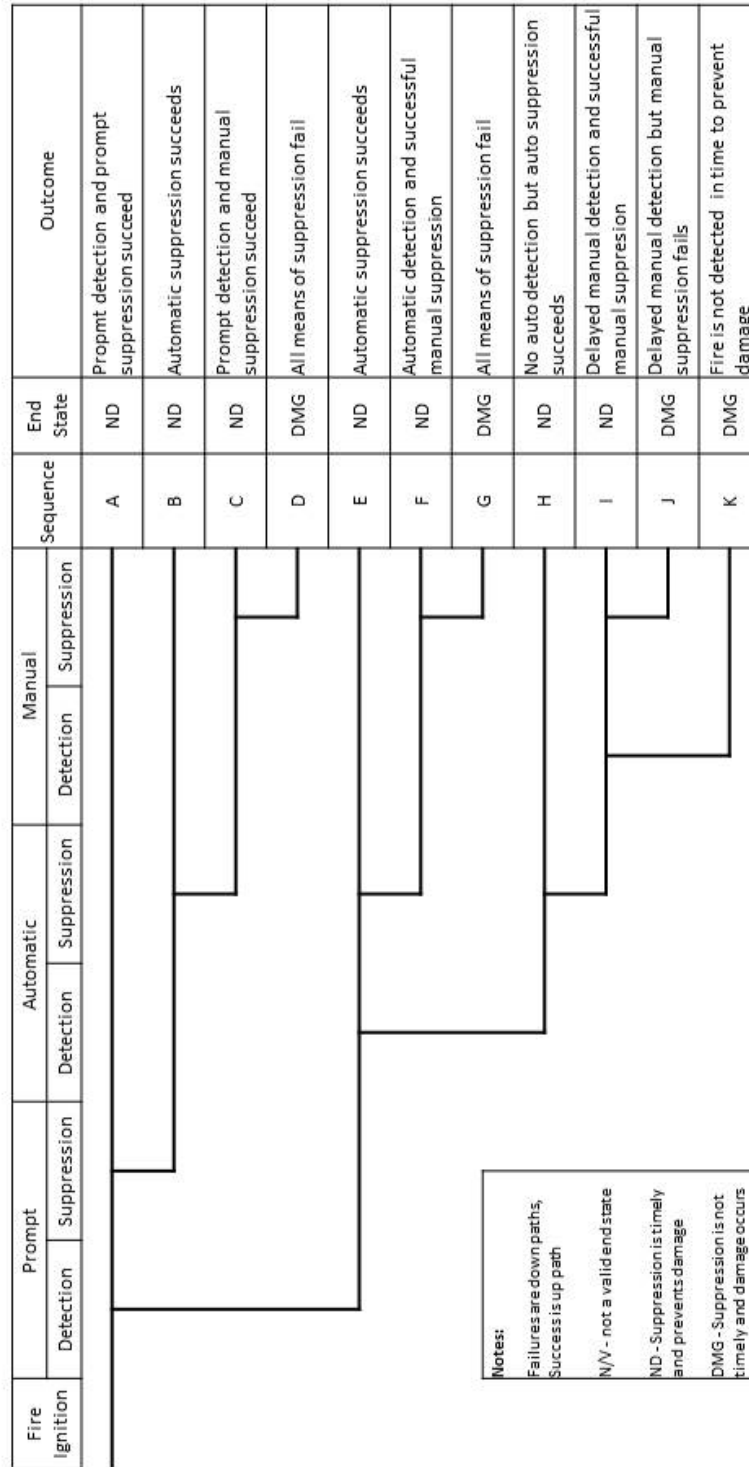 Fire
Ignition
Prompt
Automatic
Manual
Sequence
End
State
Outcome
Detection
Suppression
Detection
Suppression
Detection
Suppression
A
ND
Propmt detection and prompt
suppression succeed
B
ND
Automatic suppression succeeds
C
ND
Prompt detection and manual
suppression succeed
D
DMG
All means of suppression fail
E
ND
Automatic suppression succeeds
F
ND
Automatic detection and successful
manual suppression
G
DMG
All means of suppression fail
H
ND
No auto detection but auto suppression
succeeds
I
ND
Delayed manual detection and successful
manual suppresion
J
DMG
Delayed manual detection but manual
suppression fails
K
DMG
Fire is not detected in time to prevent
damage
Notes:
Failures are down paths,
Success is up path
N/V - not a valid end state
ND - Suppression is timely
and prevents damage
DMG - Suppression is not
timely and damage occurs